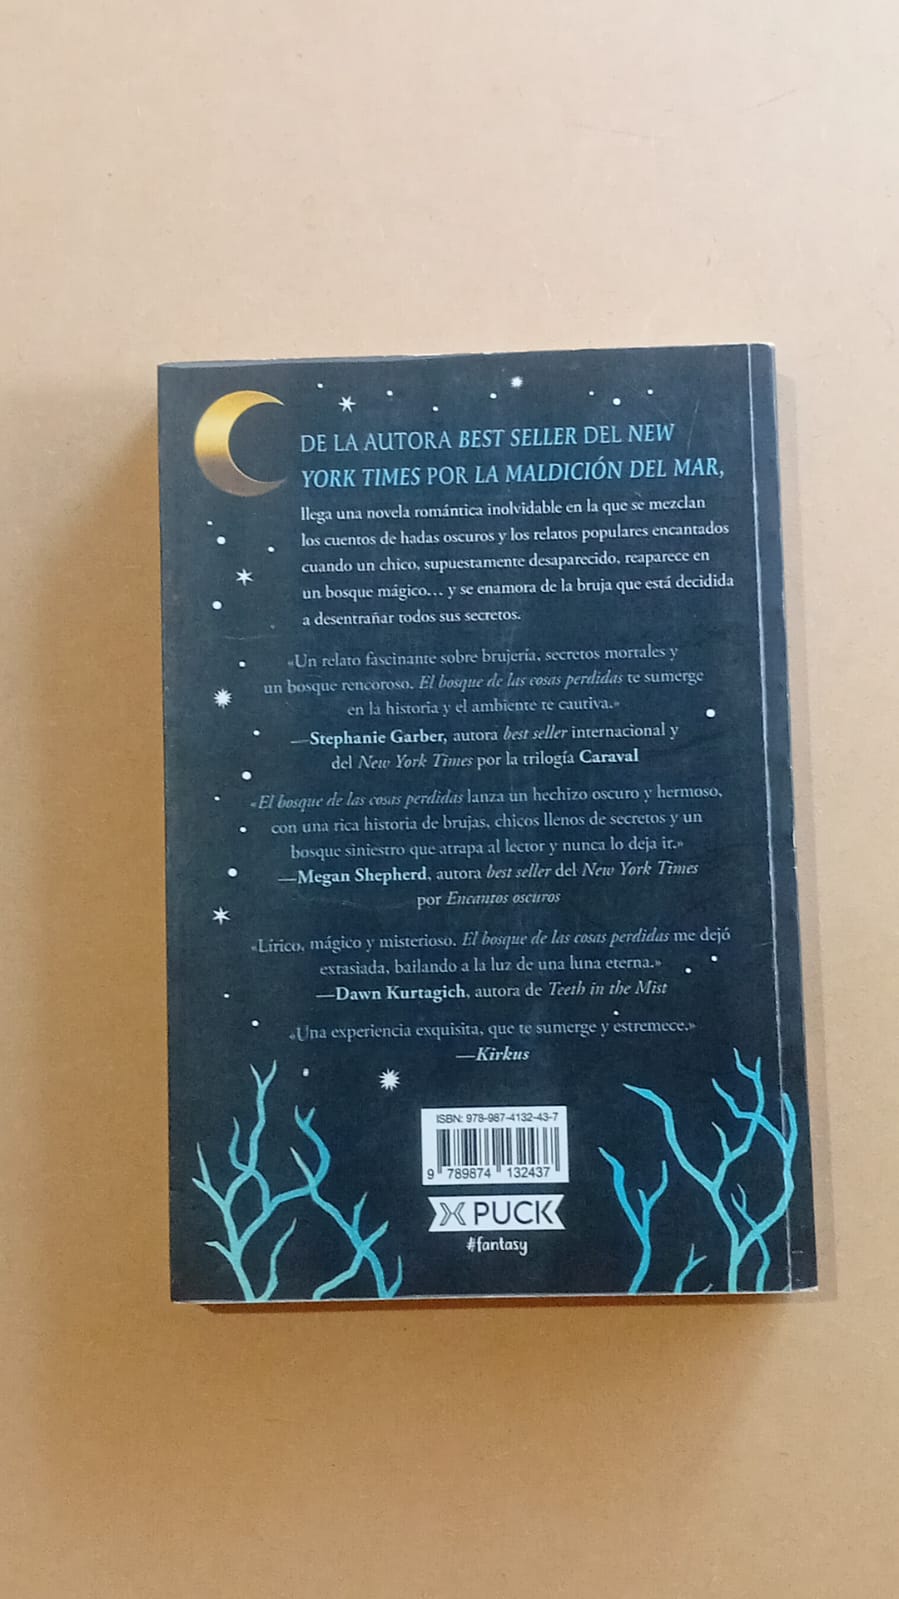 DE LA AUTORA BEST SELLER DEL NEW
YORK TIMES POR LA MALDICIÓN DEL MAR,
llega una novela romántica inolvidable en la que se mezclan
los cuentos de hadas oscuros y los relatos populares encantados
cuando un chico, supuestamente desaparecido, reaparece en
un bosque mágico... y se enamora de la bruja que está decidida
a desentrañar todos sus secretos.
«Un relato fascinante sobre brujería, secretos mortales y
un bosque rencoroso. El bosque de las cosas perdidas te sumerge
en la historia y el ambiente te cautiva.»
—Stephanie Garber, autora best seller internacional y
del New York Times por la trilogía Caraval
«El bosque de las cosas perdidas lanza un hechizo oscuro y hermoso,
con una rica historia de brujas, chicos llenos de secretos y un
bosque siniestro que atrapa al lector y nunca lo deja ir.»
—Megan Shepherd, autora best seller del New York Times
por Encantos oscuros
«Lírico, mágico y misterioso. El bosque de las cosas perdidas me dejó
extasiada, bailando a la luz de una luna eterna.»
—Dawn Kurtagich, autora de Teeth in the Mist
«Una experiencia exquisita, que te sumerge y estremece.»
—Kirkus
ISBN: 978-987-4132-43-7
9 789874 132437
PUCK
#fantasy